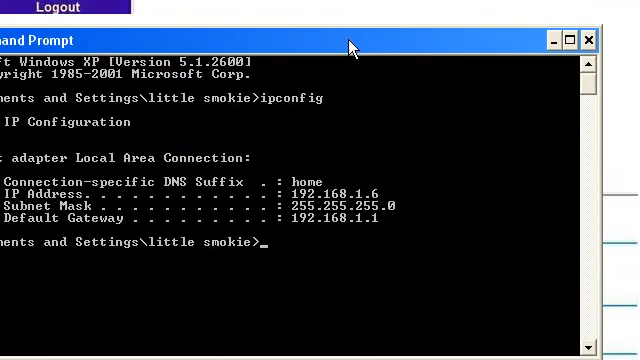 Logout
and Prompt
ft Windows XP [Version 5.1.2600]
pyright 1985-2001 Microsoft Corp.
ments and Settings\little smokie>ipconfig
IP Configuration
t adapter Local Area Connection:
Connection-specific DNS Suffix . : home
IP Address. . . . . . . . . . . . : 192.168.1.6
Subnet Mask . . . . . . . . . . . : 255.255.255.0
Default Gateway . . . . . . . . . : 192.168.1.1
ments and Settings\little smokie>_